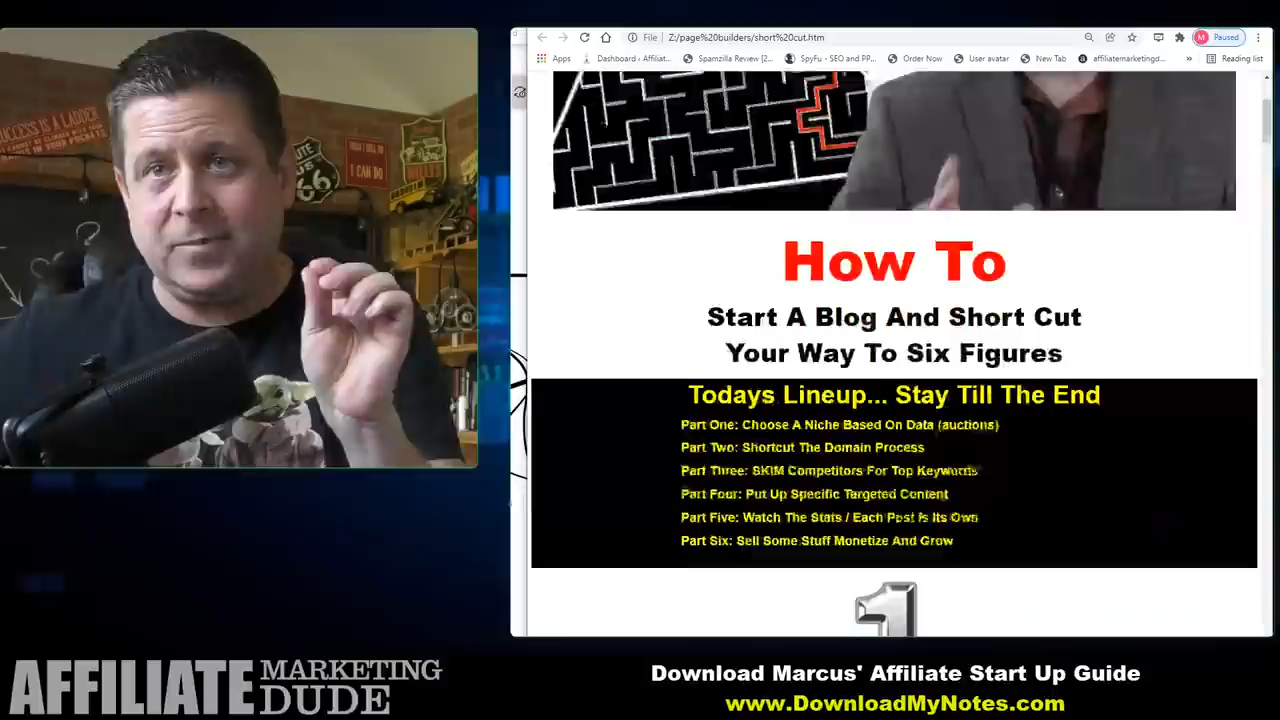 SUCCESS IS A LADDER
ROUTE
US
66
I CAN DO
File
Z:/page%20builders/short%20cut.htm
M
Paused
Apps
Dashboard ‹ Affiliat...
Spamzilla Review [2...
SpyFu - SEO and PP...
Order Now
User avatar
New Tab
affiliatemarketingd...
»
Reading list
How To
Start A Blog And Short Cut
Your Way To Six Figures
Todays Lineup... Stay Till The End
Part One: Choose A Niche Based On Data (auctions)
Part Two: Shortcut The Domain Process
Part Three: SKIM Competitors For Top Keywords
Part Four: Put Up Specific Targeted Content
Part Five: Watch The Stats / Each Post Is Its Own
Part Six: Sell Some Stuff Monetize And Grow
1
AFFILIATE MARKETING DUDE
Download Marcus' Affiliate Start Up Guide
www.DownloadMyNotes.com